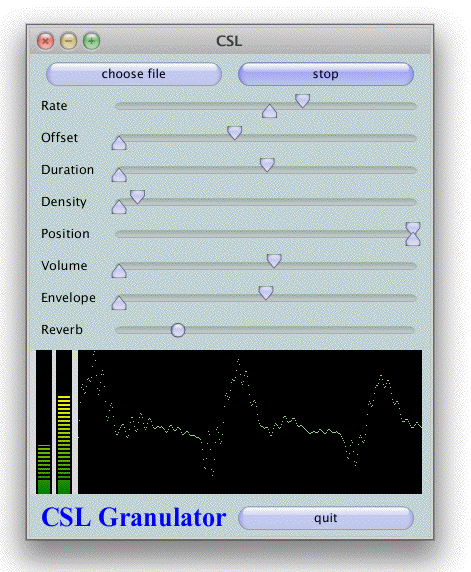 CSL
choose file stop
Rate
Offset
Duration
Density
Position
Volume
Envelope
Reverb
CSL Granulator quit